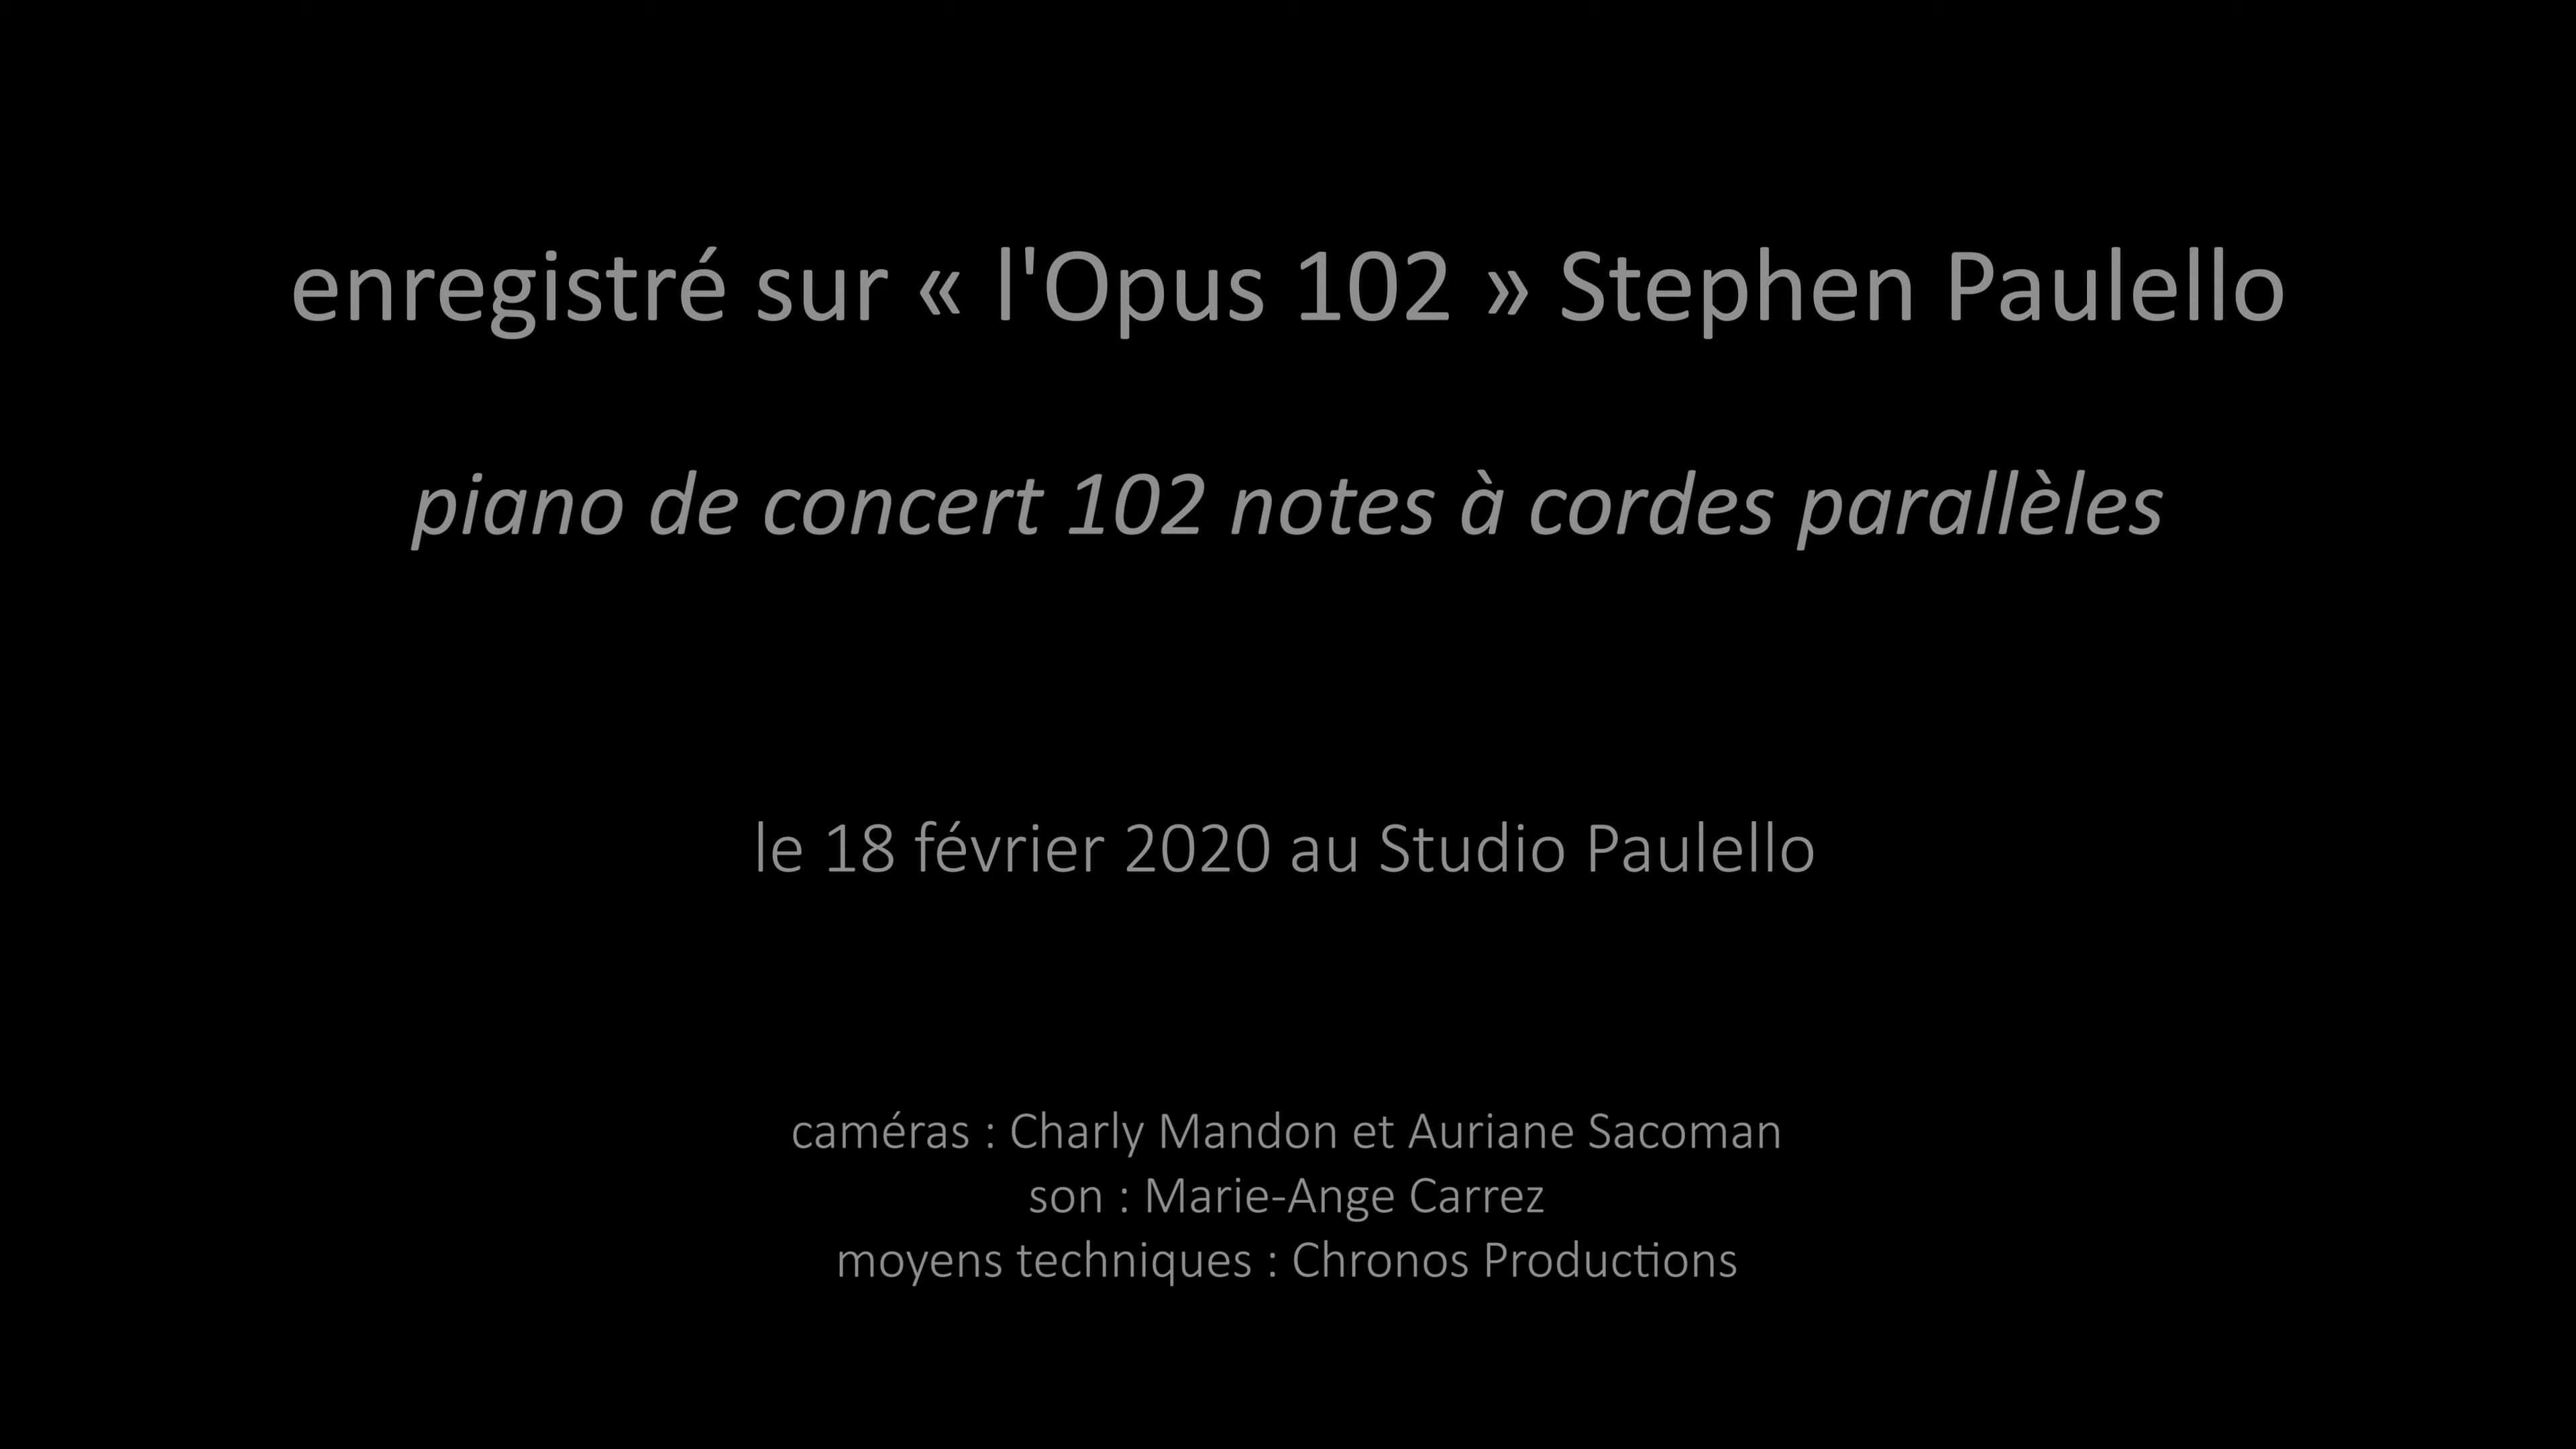 enregistré sur « l'Opus 102 » Stephen Paulello
piano de concert 102 notes à cordes parallèles
le 18 février 2020 au Studio Paulello
caméras : Charly Mandon et Auriane Sacoman
son : Marie-Ange Carrez
moyens techniques : Chronos Productions